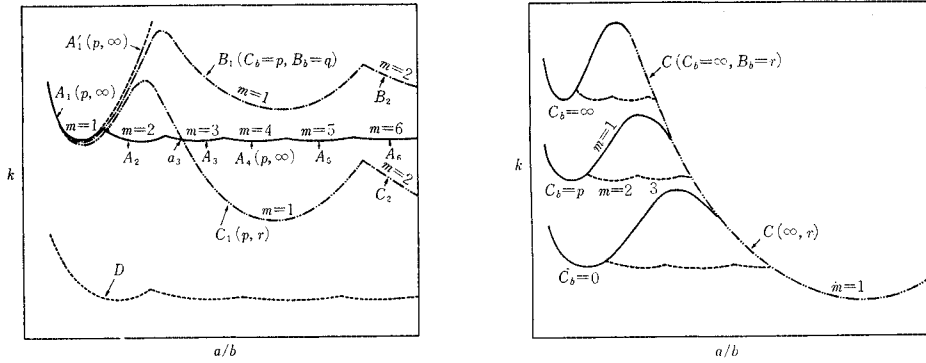 A₁′(p, ∞)
B₁(C_b=p, B_b=q)
m=2
B₂
A₁(p, ∞)
m=1
m=1
m=2
m=3
m=4
m=5
m=6
A₂
a₃
A₃
A₄(p, ∞)
A₅
A₆
k
m=2
C₂
m=1
C₁(p, r)
D
a/b
C(C_b=∞, B_b=r)
C_b=∞
m=1
k
C_b=p
m=2
3
C(∞, r)
C_b=0
m=1
a/b